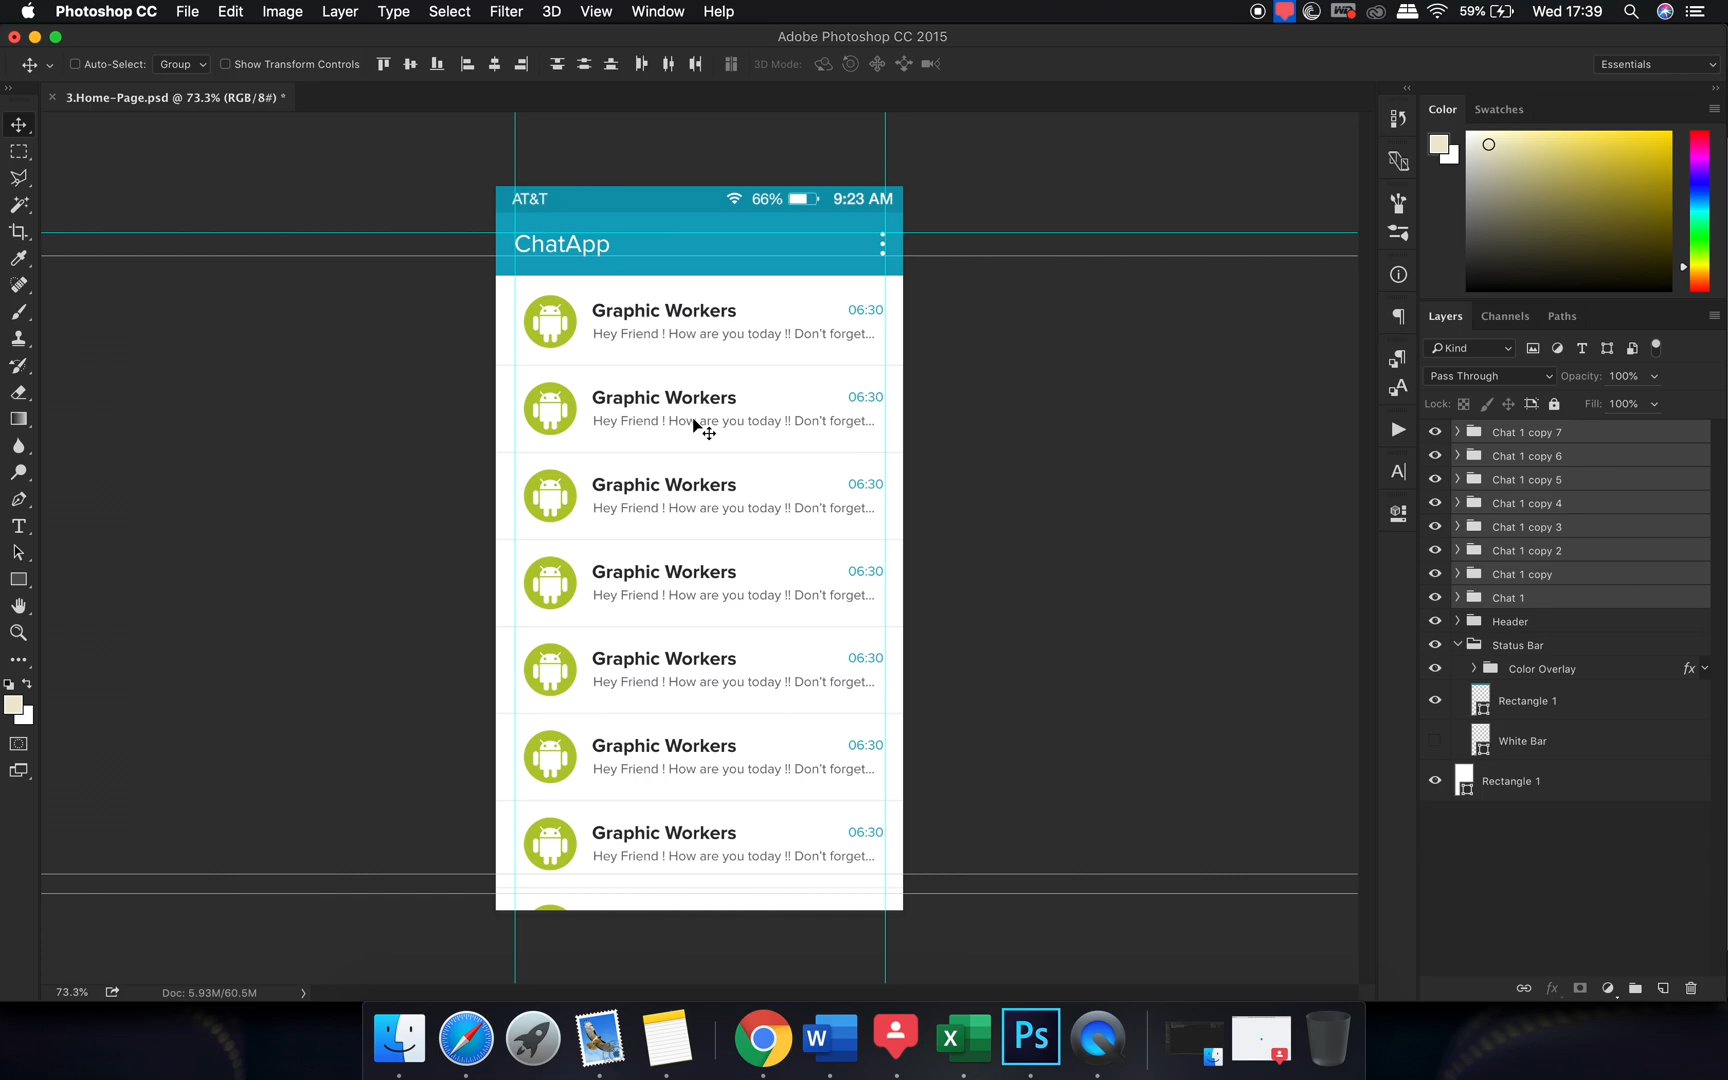 Photoshop CC File Edit Image Layer Type Select Filter 3D View Window Help 59% Wed 17:39
Adobe Photoshop CC 2015
Auto-Select: Group Show Transform Controls 3D Mode: Essentials
3.Home-Page.psd @ 73.3% (RGB/8#) *
Color Swatches
AT&T 66% 9:23 AM
ChatApp
Graphic Workers 06:30
Hey Friend ! How are you today !! Don't forget...
Graphic Workers 06:30
Hey Friend ! How are you today !! Don't forget...
Graphic Workers 06:30
Hey Friend ! How are you today !! Don't forget...
Graphic Workers 06:30
Hey Friend ! How are you today !! Don't forget...
Graphic Workers 06:30
Hey Friend ! How are you today !! Don't forget...
Graphic Workers 06:30
Hey Friend ! How are you today !! Don't forget...
Graphic Workers 06:30
Hey Friend ! How are you today !! Don't forget...
Layers Channels Paths
Kind
Pass Through Opacity: 100%
Lock: Fill: 100%
Chat 1 copy 7
Chat 1 copy 6
Chat 1 copy 5
Chat 1 copy 4
Chat 1 copy 3
Chat 1 copy 2
Chat 1 copy
Chat 1
Header
Status Bar
Color Overlay fx
Rectangle 1
White Bar
Rectangle 1
fx
73.3% Doc: 5.93M/60.5M
W X Ps